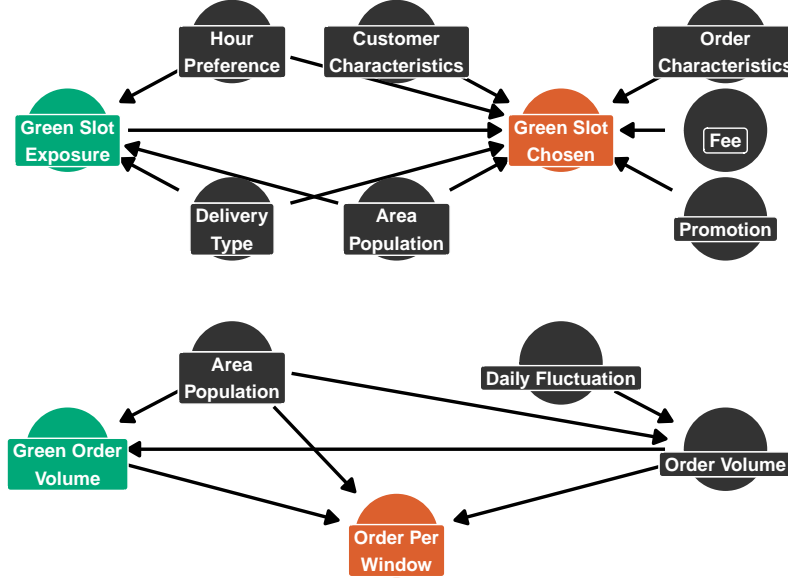 Hour
Preference
Customer
Characteristics
Order
Characteristics
Green Slot
Exposure
Green Slot
Chosen
Fee
Delivery
Type
Area
Population
Promotion
Area
Population
Daily Fluctuation
Green Order
Volume
Order Volume
Order Per
Window